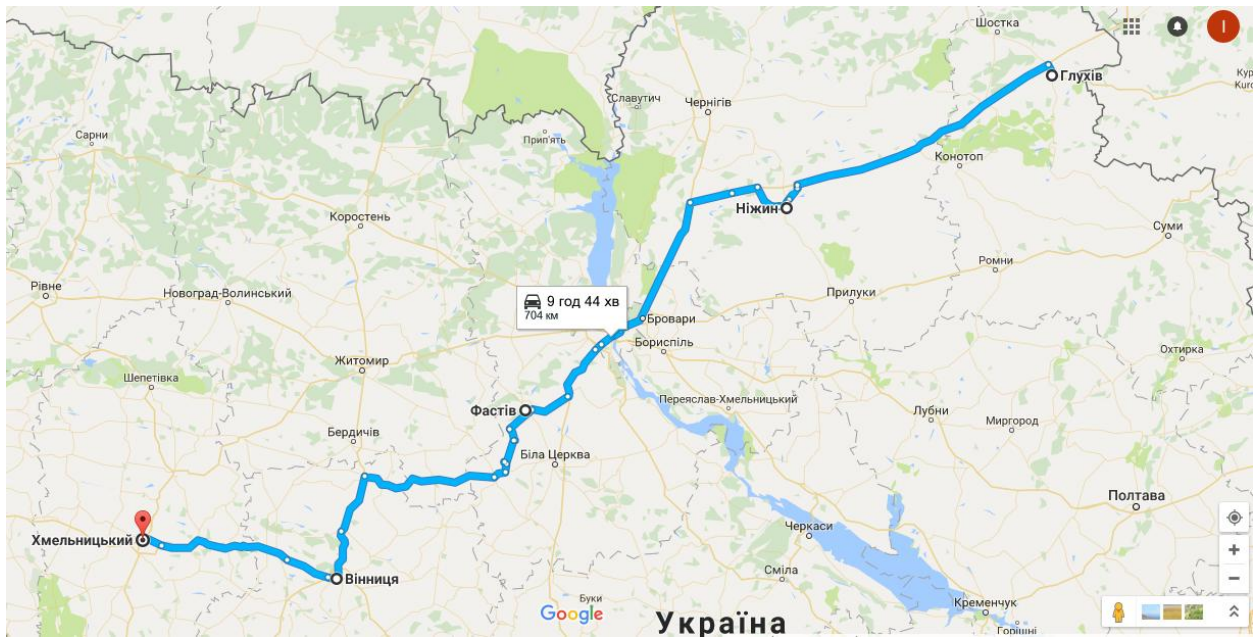 Шостка
І
Глухів
Славутич
Чернігів
Прип'ять
Сарни
Конотоп
Ніжин
Коростень
Суми
Ромни
Рівне
Новоград-Волинський
Прилуки
9 год 44 хв
704 км
Бровари
Бориспіль
Житомир
Охтирка
Шепетівка
Переяслав-Хмельницький
Фастів
Лубни
Миргород
Бердичів
Біла Церква
Полтава
Черкаси
Хмельницький
Сміла
Вінниця
Буки
Google
Україна
Кременчук
Горішні